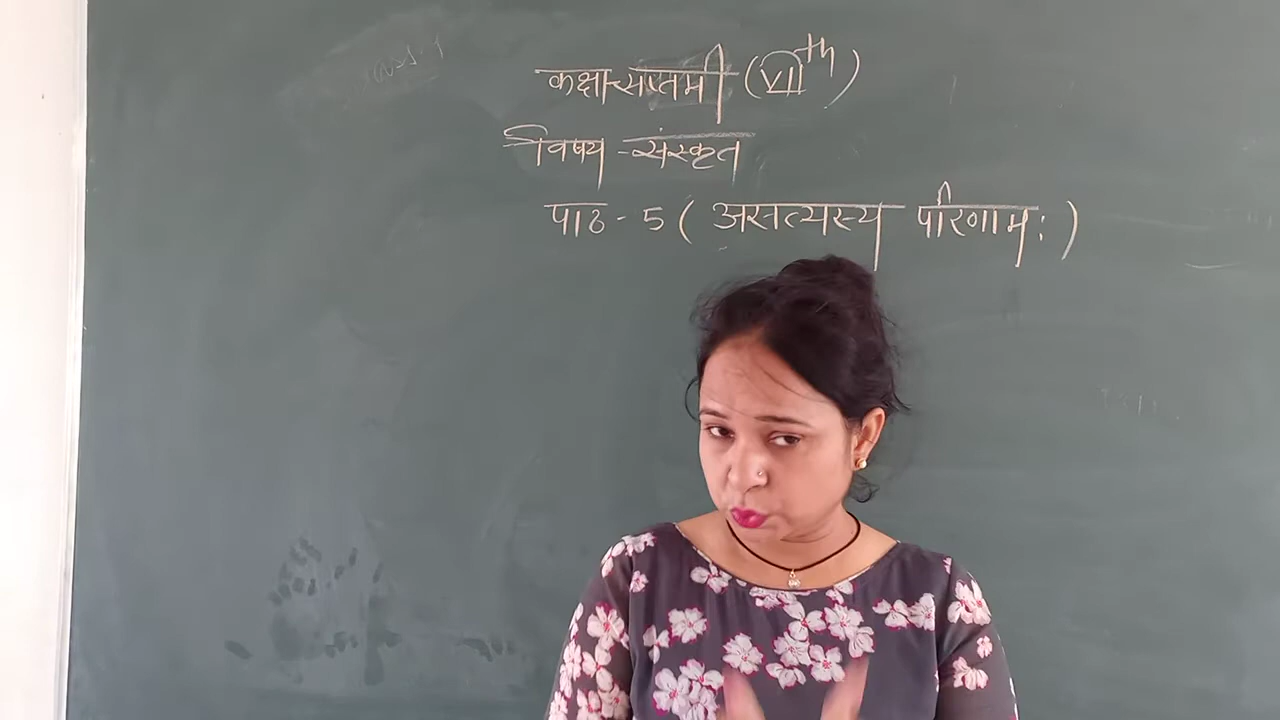 कक्षा-सप्तमी (VIIth)
विषय - संस्कृत
पाठ - 5 ( असत्यस्य परिणामः )